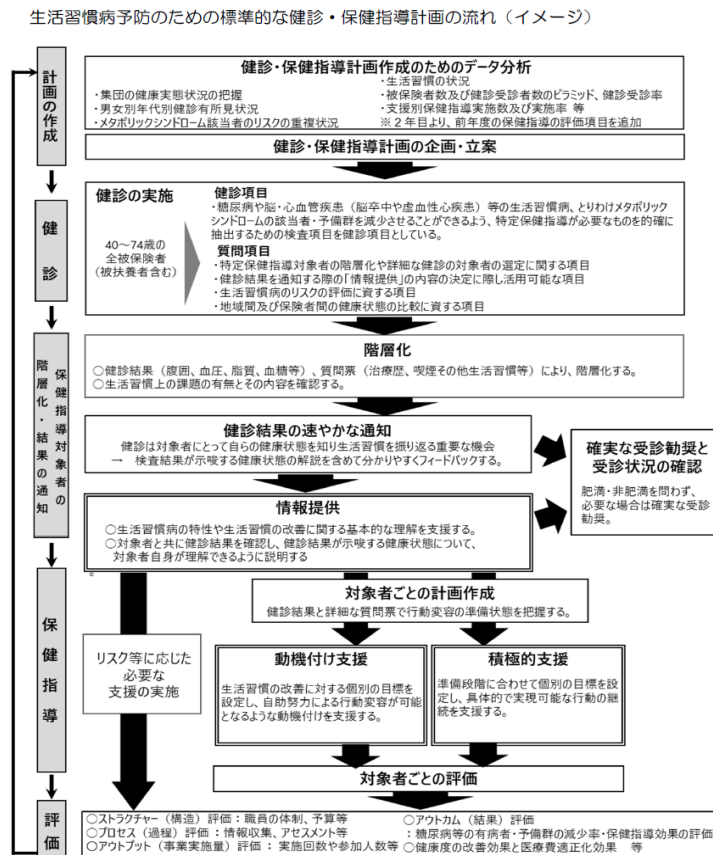 生活習慣病予防のための標準的な健診・保健指導計画の流れ（イメージ）
計画の作成
健診・保健指導計画作成のためのデータ分析
・集団の健康実態状況の把握
・男女別年代別健診有所見状況
・メタボリックシンドローム該当者のリスクの重複状況
・生活習慣の状況
・被保険者数及び健診受診者数のピラミッド、健診受診率
・支援別保健指導実施数及び実施率 等
※２年目より、前年度の保健指導の評価項目を追加
健診・保健指導計画の企画・立案
健診
健診の実施
40～74歳の
全被保険者
（被扶養者含む）
健診項目
・糖尿病や脳・心血管疾患（脳卒中や虚血性心疾患）等の生活習慣病、とりわけメタボリック
シンドロームの該当者・予備群を減少させることができるよう、特定保健指導が必要なものを的確に
抽出するための検査項目を健診項目としている。
質問項目
・特定保健指導対象者の階層化や詳細な健診の対象者の選定に関する項目
・健診結果を通知する際の「情報提供」の内容の決定に際し活用可能な項目
・生活習慣病のリスクの評価に資する項目
・地域間及び保険者間の健康状態の比較に資する項目
保健指導対象者の
階層化・結果の通知
階層化
○健診結果（腹囲、血圧、脂質、血糖等）、質問票（治療歴、喫煙その他生活習慣等）により、階層化する。
○生活習慣上の課題の有無とその内容を確認する。
健診結果の速やかな通知
健診は対象者にとって自らの健康状態を知り生活習慣を振り返る重要な機会
→ 検査結果が示唆する健康状態の解説を含めて分かりやすくフィードバックする。
確実な受診勧奨と
受診状況の確認
肥満・非肥満を問わず、
必要な場合は確実な受診
勧奨。
情報提供
○生活習慣病の特性や生活習慣の改善に関する基本的な理解を支援する。
○対象者と共に健診結果を確認し、健診結果が示唆する健康状態について、
対象者自身が理解できるように説明する
。
保健指導
対象者ごとの計画作成
健診結果と詳細な質問票で行動変容の準備状態を把握する。
リスク等に応じた
必要な
支援の実施
動機付け支援
生活習慣の改善に対する個別の目標を
設定し、自助努力による行動変容が可能
となるような動機付けを支援する。
積極的支援
準備段階に合わせて個別の目標を設
定し、具体的で実現可能な行動の継
続を支援する。
対象者ごとの評価
評価
○ストラクチャー（構造）評価：職員の体制、予算等
○プロセス（過程）評価：情報収集、アセスメント等
○アウトプット（事業実施量）評価： 実施回数や参加人数等
○アウトカム（結果）評価
：糖尿病等の有病者・予備群の減少率・保健指導効果の評価
○健康度の改善効果と医療費適正化効果 等